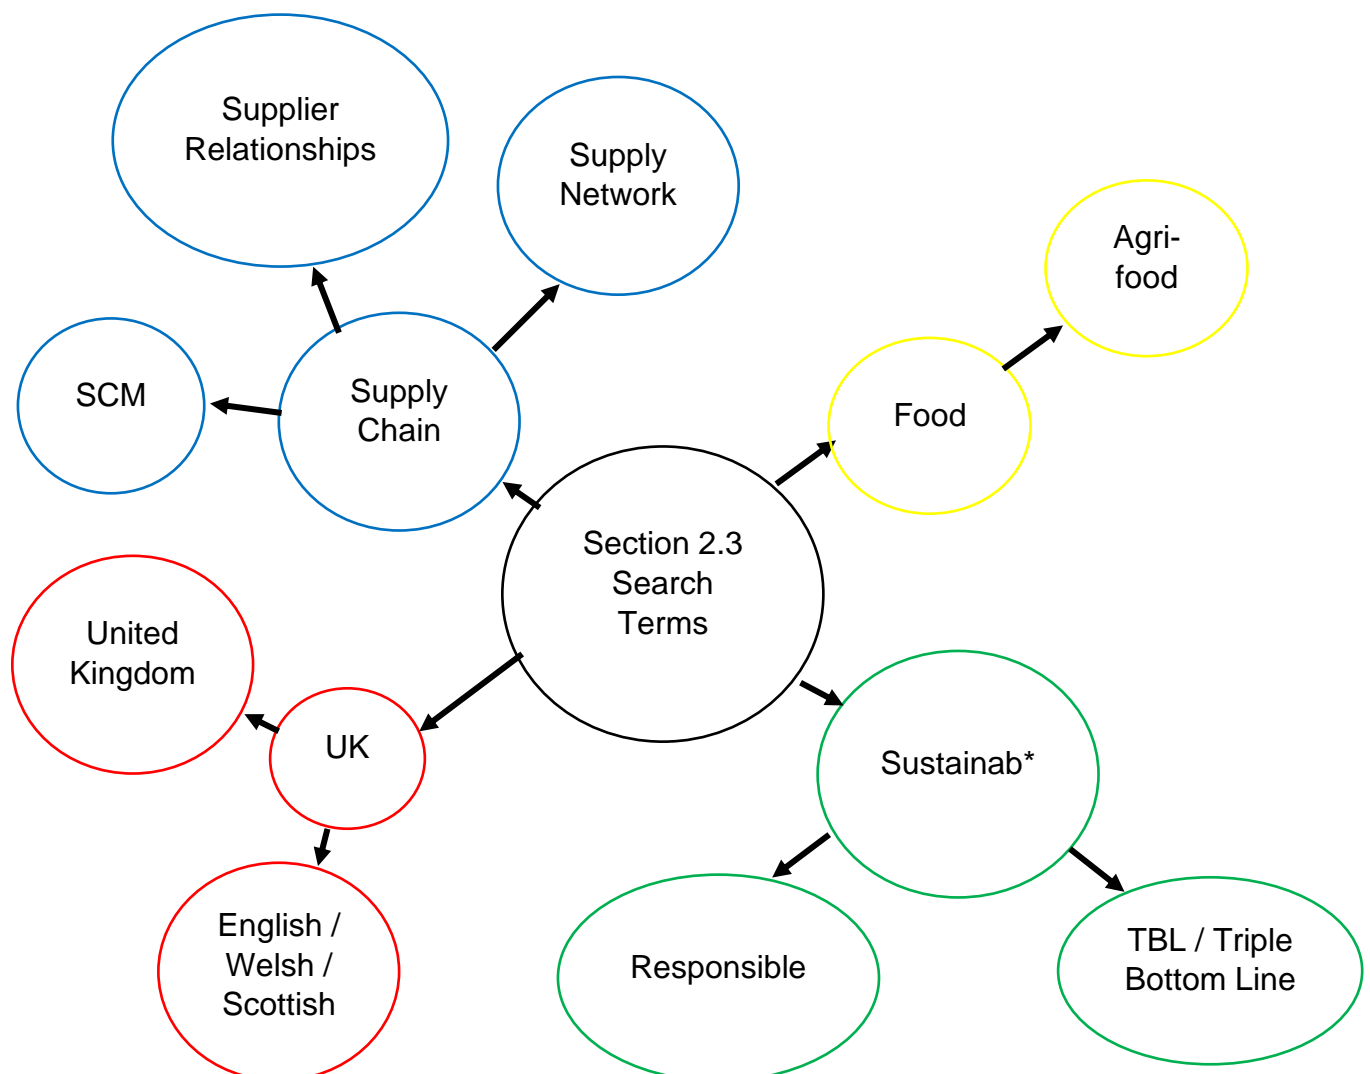 Supplier
Relationships
Supply
Network
Agri-
food
SCM
Supply
Chain
Food
Section 2.3
Search
Terms
United
Kingdom
UK
Sustainab*
English /
Welsh /
Scottish
Responsible
TBL / Triple
Bottom Line